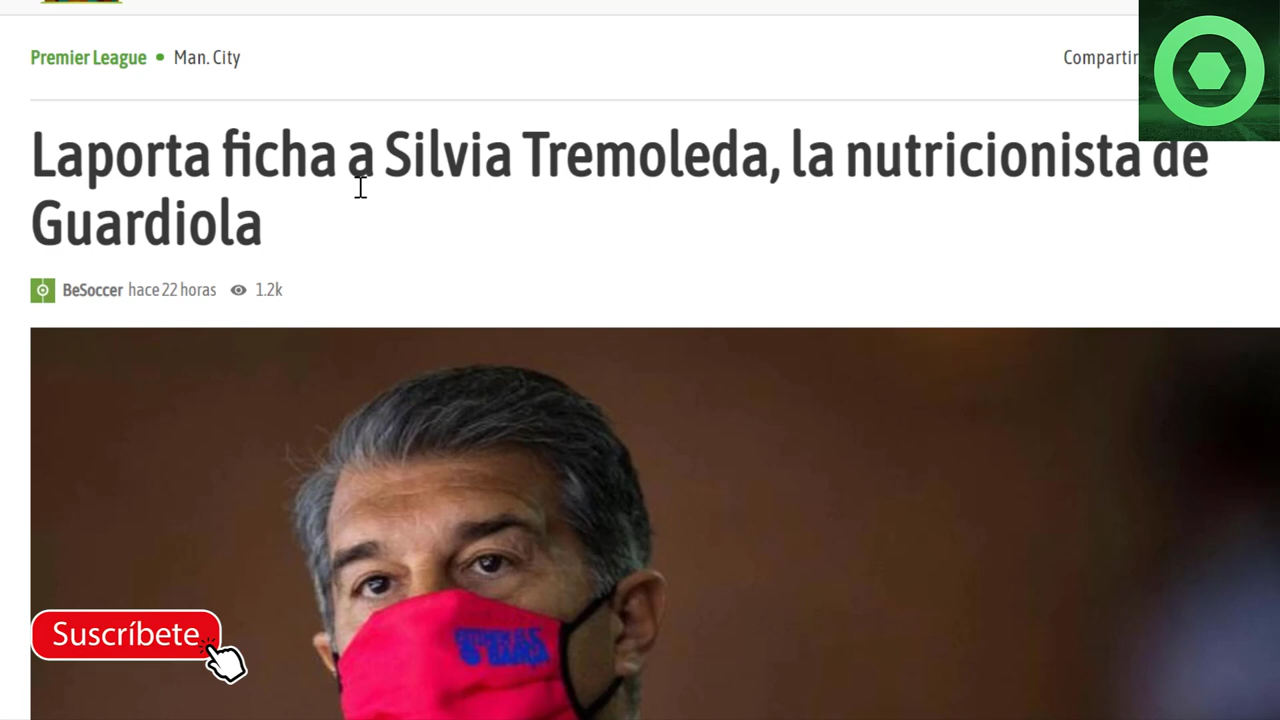 Premier League • Man. City
Compartir
Laporta ficha a Silvia Tremoleda, la nutricionista de
Guardiola
BeSoccer hace 22 horas 1.2k
BARÇA
Suscríbete